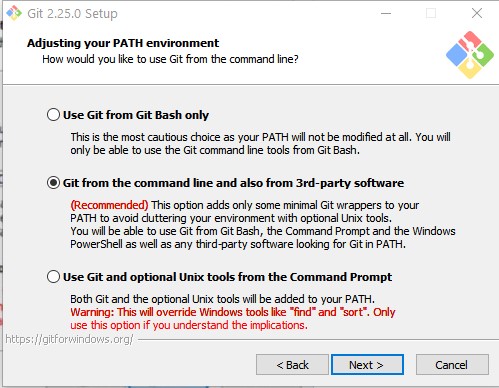 Git 2.25.0 Setup
Adjusting your PATH environment
How would you like to use Git from the command line?
Use Git from Git Bash only
This is the most cautious choice as your PATH will not be modified at all. You will
only be able to use the Git command line tools from Git Bash.
Git from the command line and also from 3rd-party software
(Recommended) This option adds only some minimal Git wrappers to your
PATH to avoid cluttering your environment with optional Unix tools.
You will be able to use Git from Git Bash, the Command Prompt and the Windows
PowerShell as well as any third-party software looking for Git in PATH.
Use Git and optional Unix tools from the Command Prompt
Both Git and the optional Unix tools will be added to your PATH.
Warning: This will override Windows tools like "find" and "sort". Only
use this option if you understand the implications.
https://gitforwindows.org/
< Back
Next >
Cancel